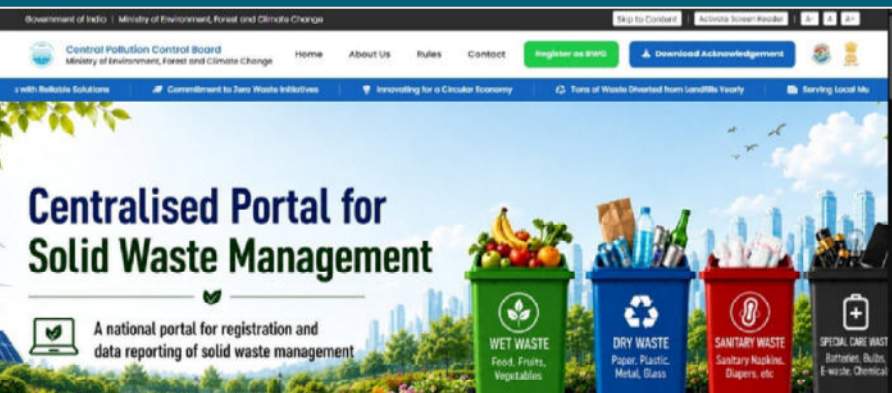 Government of India | Ministry of Environment, Forest and Climate Change
Skip to Content | Activate Screen Reader | A- A A+
Central Pollution Control Board
Ministry of Environment, Forest and Climate Change
Home About Us Rules Contact Register as BWG Download Acknowledgement
s with Reliable Solutions Commitment to Zero Waste Initiatives Innovating for a Circular Economy Tons of Waste Diverted from Landfills Yearly Serving Local Mu
Centralised Portal for
Solid Waste Management
A national portal for registration and
data reporting of solid waste management
WET WASTE
Food, Fruits,
Vegetables
DRY WASTE
Paper, Plastic,
Metal, Glass
SANITARY WASTE
Sanitary Napkins,
Diapers, etc
SPECIAL CARE WAST
Batteries, Bulbs,
E-waste, Chemical